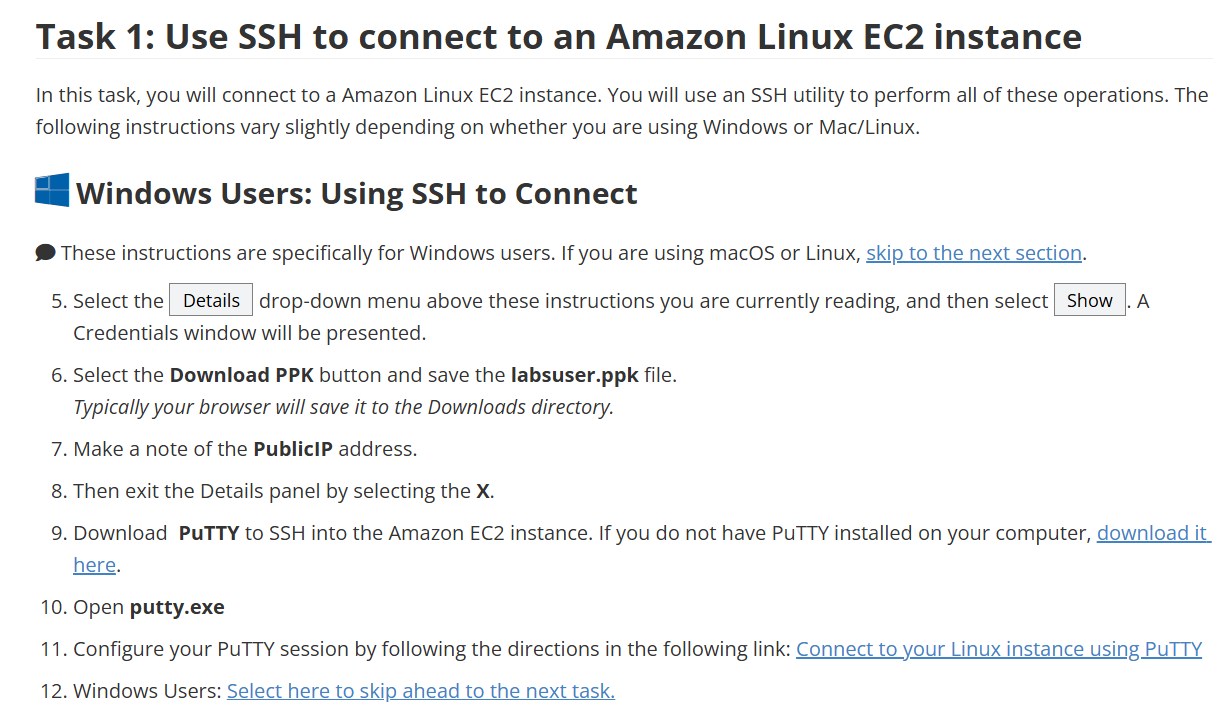 Task 1: Use SSH to connect to an Amazon Linux EC2 instance
In this task, you will connect to a Amazon Linux EC2 instance. You will use an SSH utility to perform all of these operations. The
following instructions vary slightly depending on whether you are using Windows or Mac/Linux.
Windows Users: Using SSH to Connect
These instructions are specifically for Windows users. If you are using macOS or Linux, skip to the next section.
5. Select the Details drop-down menu above these instructions you are currently reading, and then select Show. A
Credentials window will be presented.
6. Select the Download PPK button and save the labsuser.ppk file.
Typically your browser will save it to the Downloads directory.
7. Make a note of the PublicIP address.
8. Then exit the Details panel by selecting the X.
9. Download PuTTY to SSH into the Amazon EC2 instance. If you do not have PuTTY installed on your computer, download it
here.
10. Open putty.exe
11. Configure your PuTTY session by following the directions in the following link: Connect to your Linux instance using PuTTY
12. Windows Users: Select here to skip ahead to the next task.